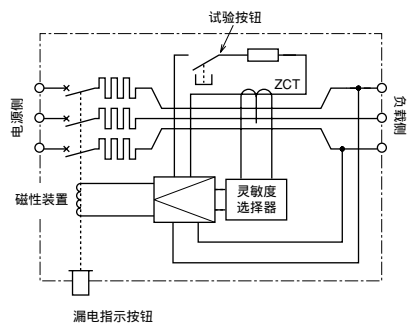 试验按钮
ZCT
电源侧
负载侧
灵敏度
选择器
磁性装置
漏电指示按钮